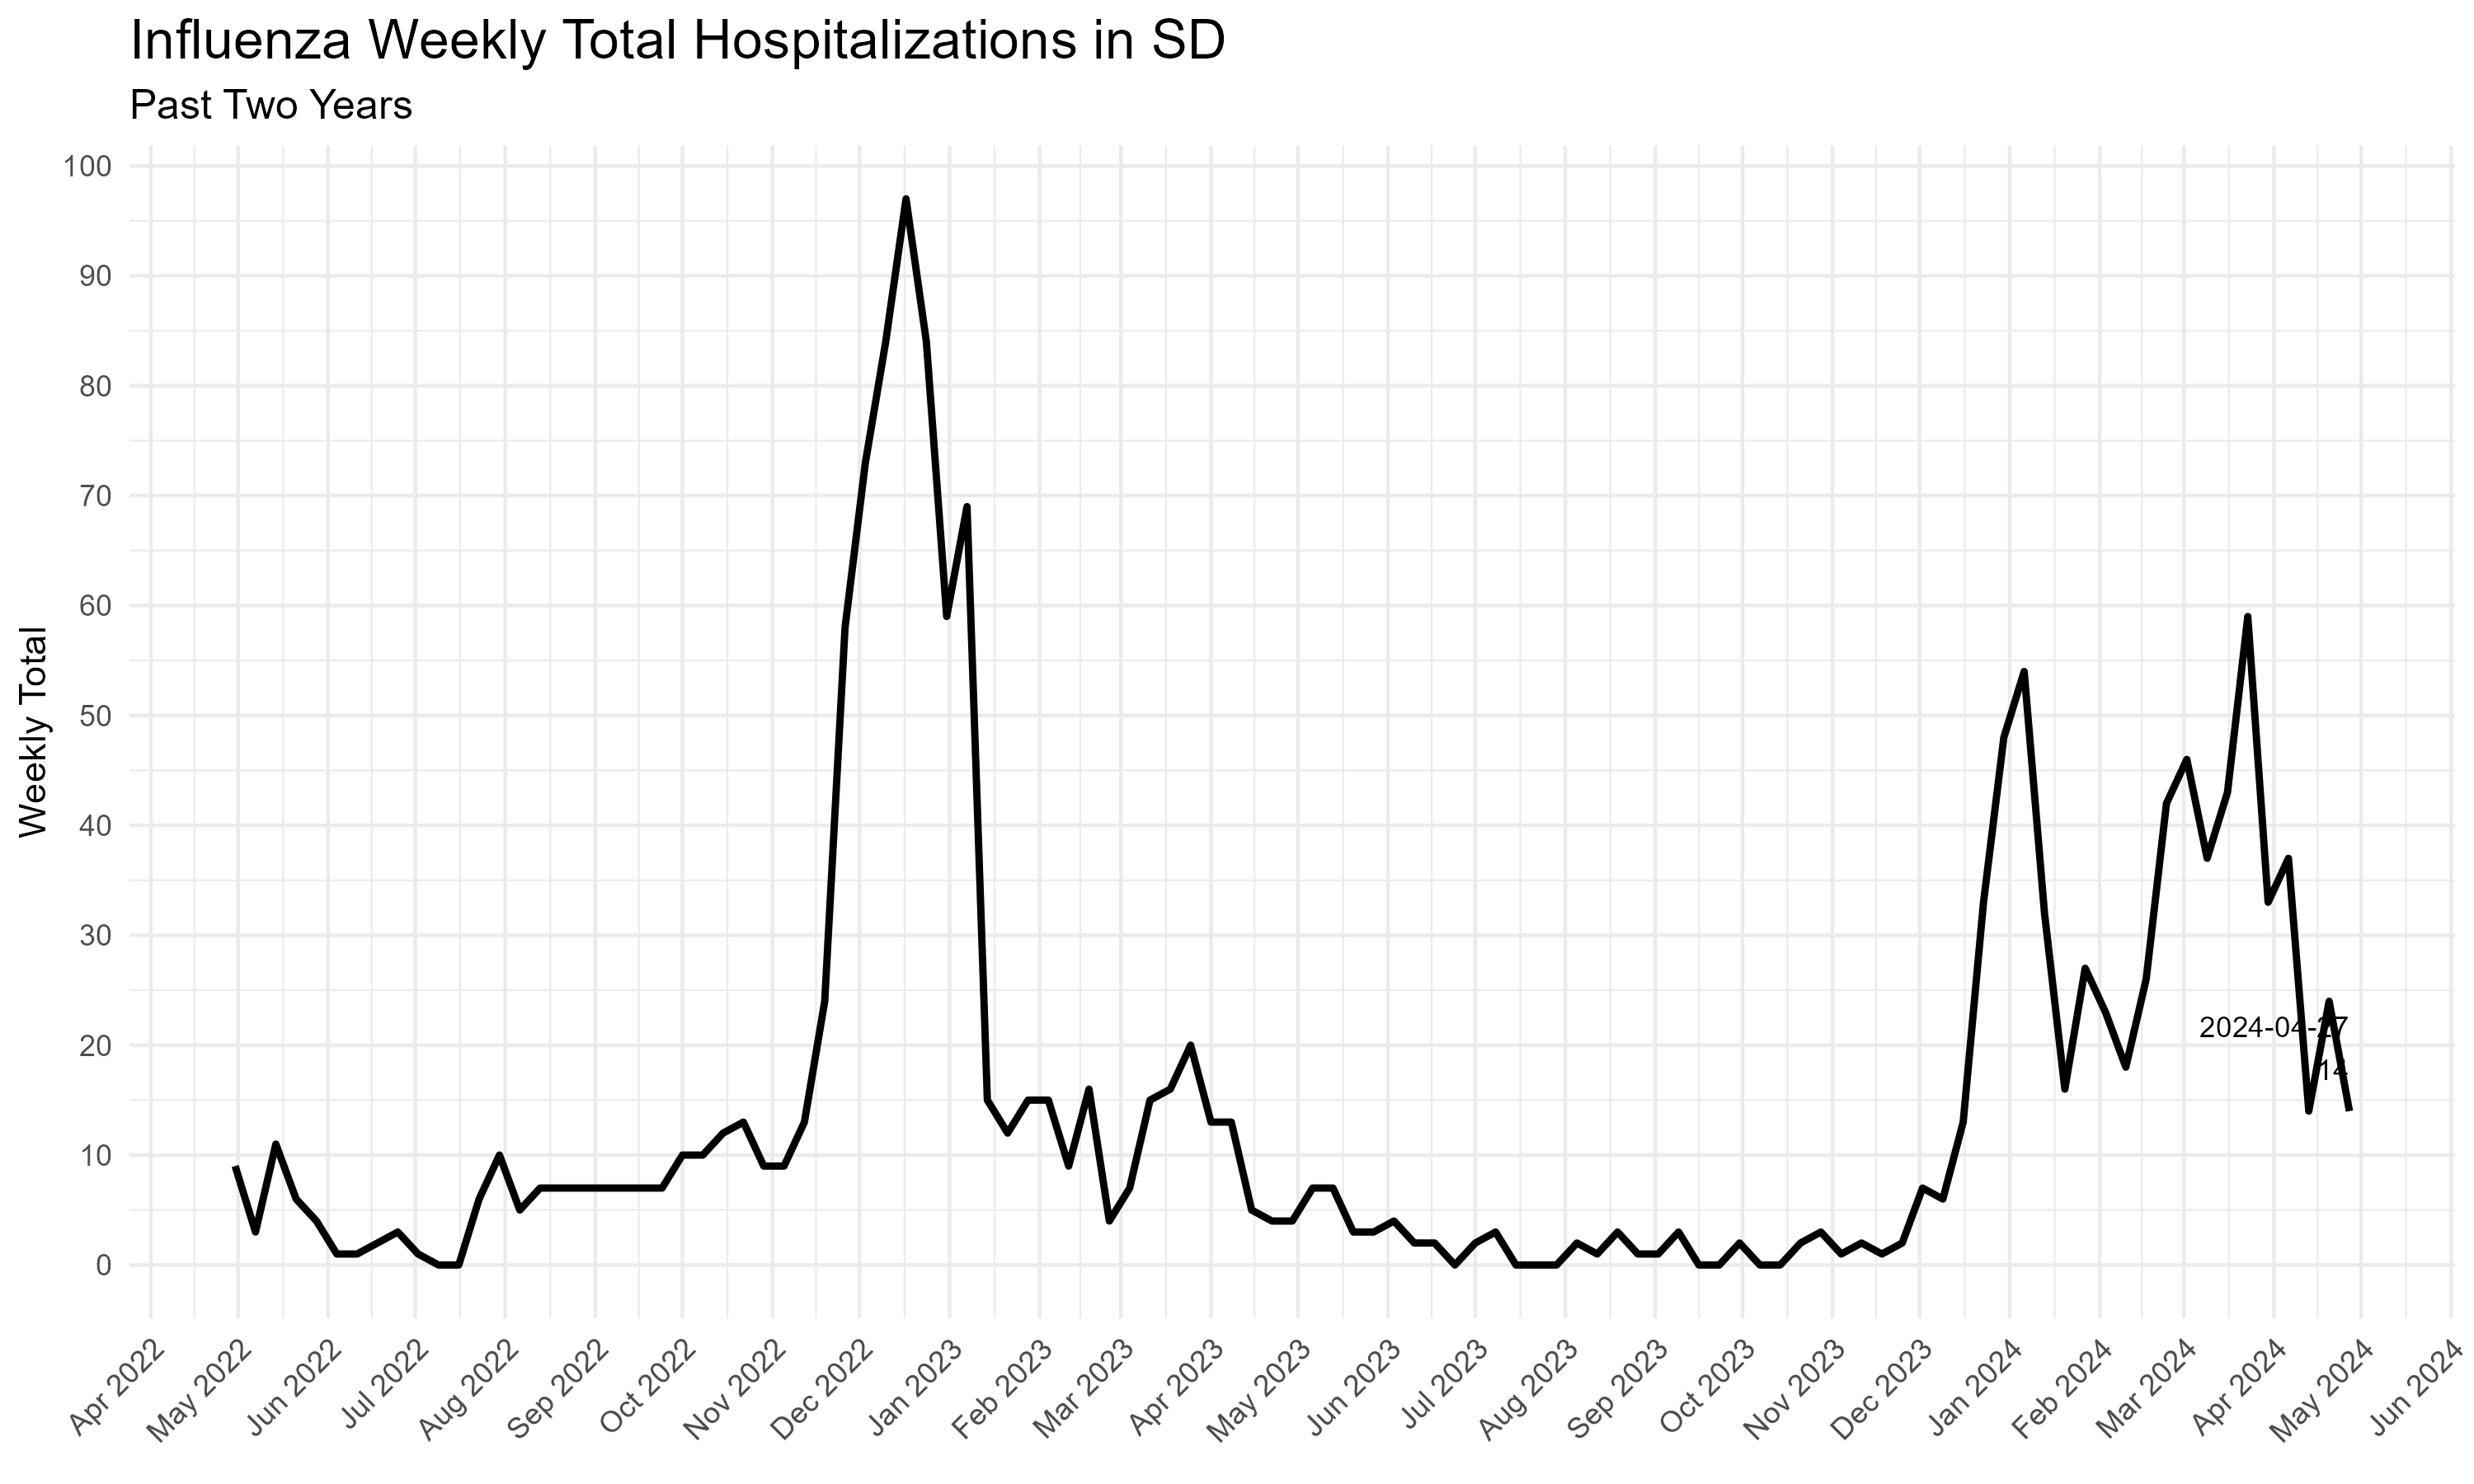 Influenza Weekly Total Hospitalizations in SD
Past Two Years
Weekly Total
100
90
80
70
60
50
40
30
20
10
0
2024-04-27
14
Apr 2022
May 2022
Jun 2022
Jul 2022
Aug 2022
Sep 2022
Oct 2022
Nov 2022
Dec 2022
Jan 2023
Feb 2023
Mar 2023
Apr 2023
May 2023
Jun 2023
Jul 2023
Aug 2023
Sep 2023
Oct 2023
Nov 2023
Dec 2023
Jan 2024
Feb 2024
Mar 2024
Apr 2024
May 2024
Jun 2024